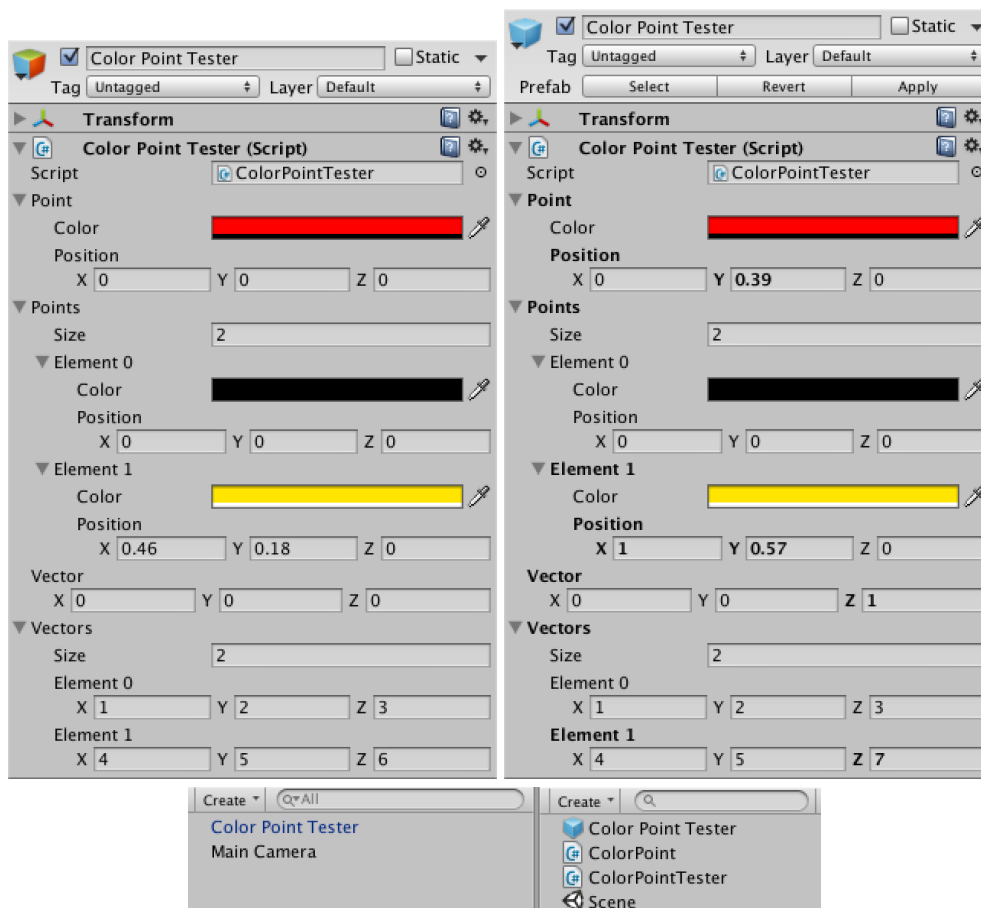 Color Point Tester Static
Tag Untagged Layer Default
Transform
Color Point Tester (Script)
Script ColorPointTester
Point
Color
Position
X 0 Y 0 Z 0
Points
Size 2
Element 0
Color
Position
X 0 Y 0 Z 0
Element 1
Color
Position
X 0.46 Y 0.18 Z 0
Vector
X 0 Y 0 Z 0
Vectors
Size 2
Element 0
X 1 Y 2 Z 3
Element 1
X 4 Y 5 Z 6
Color Point Tester Static
Tag Untagged Layer Default
Prefab Select Revert Apply
Transform
Color Point Tester (Script)
Script ColorPointTester
Point
Color
Position
X 0 Y 0.39 Z 0
Points
Size 2
Element 0
Color
Position
X 0 Y 0 Z 0
Element 1
Color
Position
X 1 Y 0.57 Z 0
Vector
X 0 Y 0 Z 1
Vectors
Size 2
Element 0
X 1 Y 2 Z 3
Element 1
X 4 Y 5 Z 7
Create All
Color Point Tester
Main Camera
Create
Color Point Tester
ColorPoint
ColorPointTester
Scene